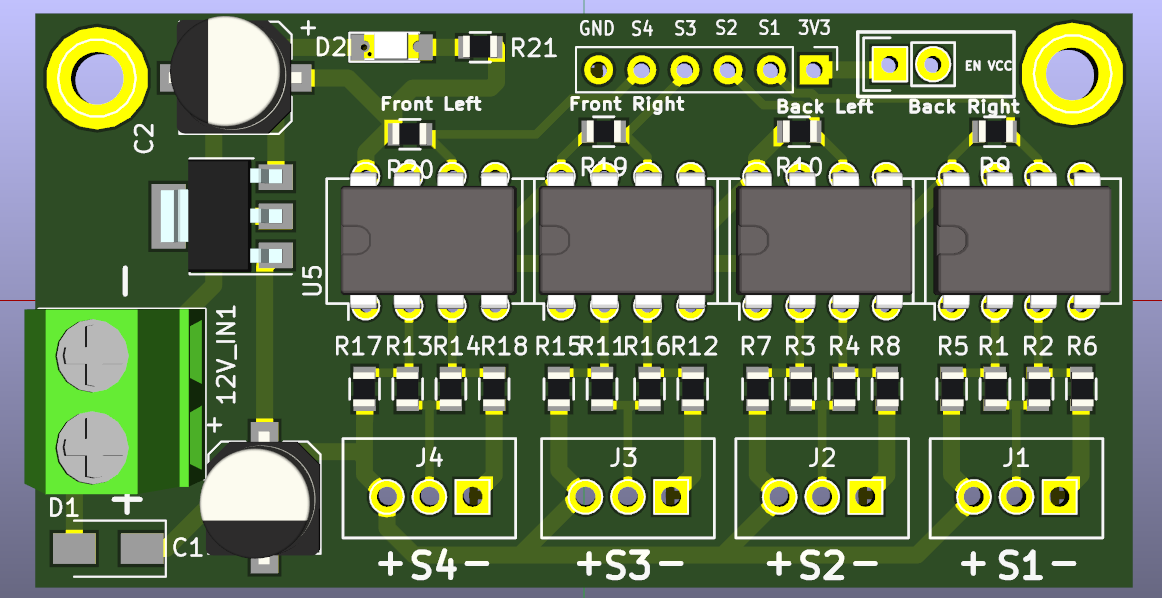 GND S4 S3 S2 S1 3V3
+
D2 R21
EN VCC
Front Left Front Right Back Left Back Right
C2
R20 R19 R10 R9
U5
−
12V_IN1
R17 R13 R14 R18 R15 R11 R16 R12 R7 R3 R4 R8 R5 R1 R2 R6
+
J4 J3 J2 J1
D1 +
C1
+S4− +S3− +S2− +S1−